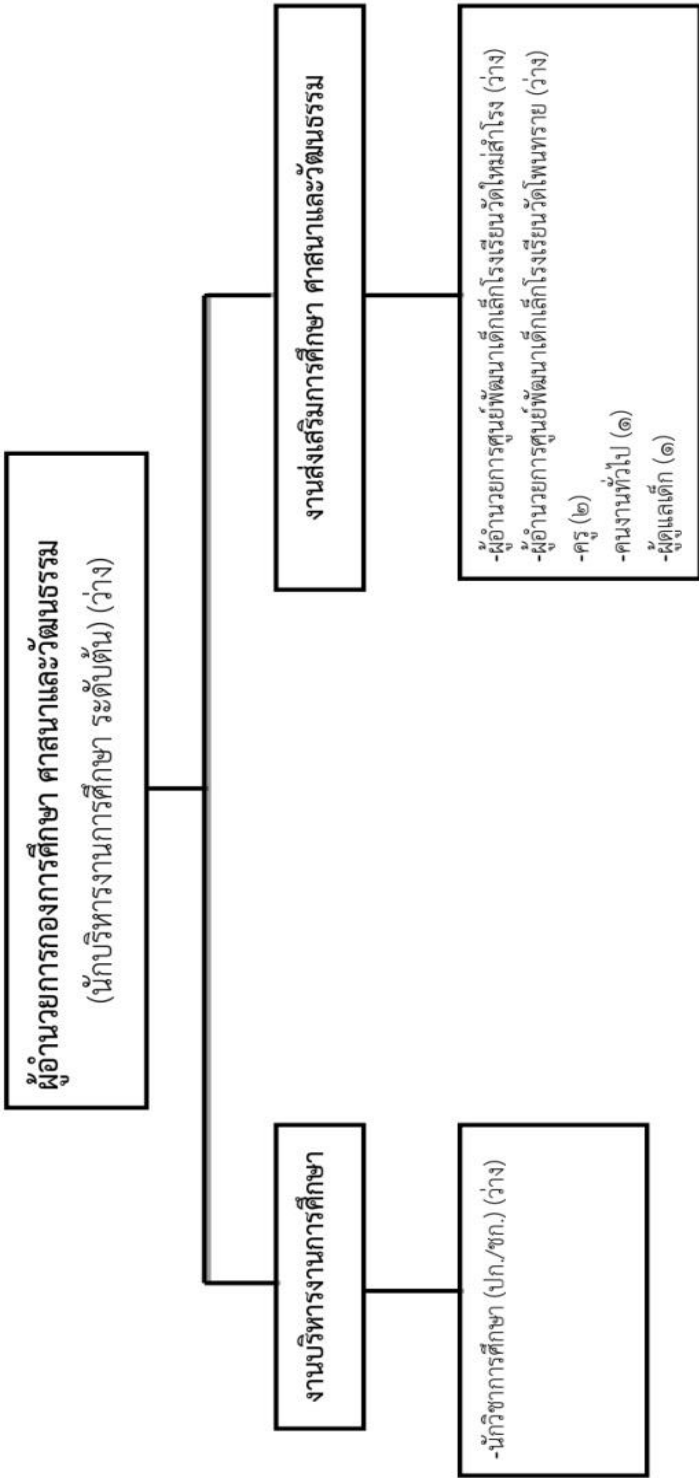 ผู้อำนวยการกองการศึกษา ศาสนาและวัฒนธรรม
(นักบริหารงานการศึกษา ระดับต้น) (ว่าง)
งานบริหารงานการศึกษา
-นักวิชาการศึกษา (ปก./ชก.) (ว่าง)
งานส่งเสริมการศึกษา ศาสนาและวัฒนธรรม
-ผู้อำนวยการศูนย์พัฒนาเด็กเล็กโรงเรียนวัดใหม่สำโรง (ว่าง)
-ผู้อำนวยการศูนย์พัฒนาเด็กเล็กโรงเรียนวัดโพนทราย (ว่าง)
-ครู (๒)
-คนงานทั่วไป (๑)
-ผู้ดูแลเด็ก (๑)